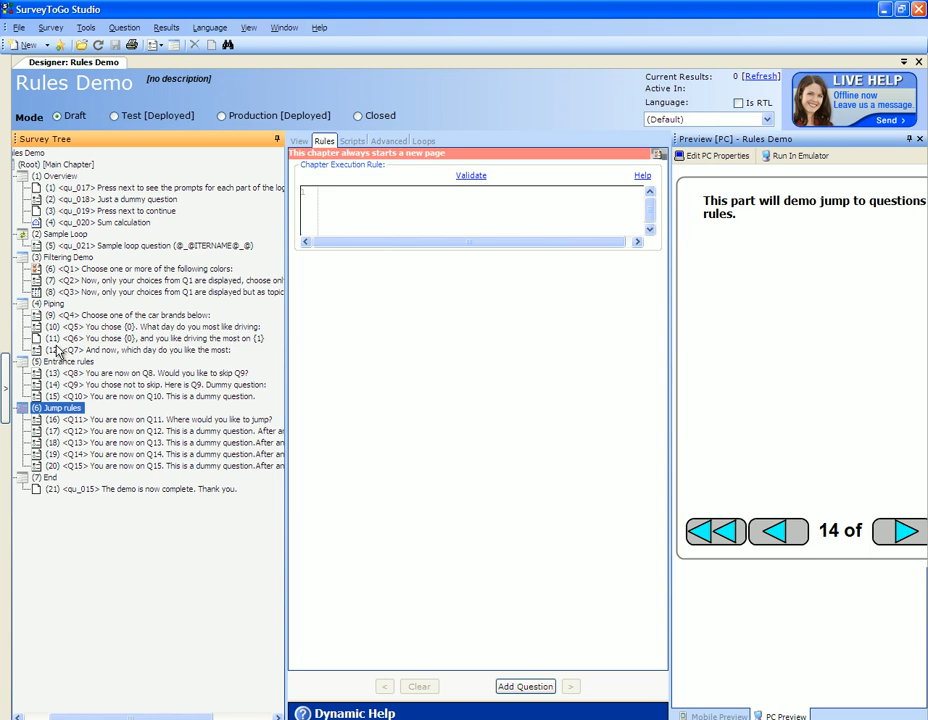 SurveyToGo Studio
File Survey Tools Question Results Language View Window Help
New
Designer: Rules Demo
Rules Demo [no description]
Current Results: 0 [Refresh]
Active In:
Language: Is RTL
(Default)
LIVE HELP
Offline now
Leave us a message.
Send >
Mode Draft Test [Deployed] Production [Deployed] Closed
Survey Tree
les Demo
(Root) [Main Chapter]
(1) Overview
(1) <qu_017> Press next to see the prompts for each part of the log
(2) <qu_018> Just a dummy question
(3) <qu_019> Press next to continue
(4) <qu_020> Sum calculation
(2) Sample Loop
(5) <qu_021> Sample loop question (@_@ITERNAME@_@)
(3) Filtering Demo
(6) <Q1> Choose one or more of the following colors:
(7) <Q2> Now, only your choices from Q1 are displayed, choose onl
(8) <Q3> Now, only your choices from Q1 are displayed but as topic
(4) Piping
(9) <Q4> Choose one of the car brands below:
(10) <Q5> You chose {0}. What day do you most like driving:
(11) <Q6> You chose {0}, and you like driving the most on {1}
<Q7> And now, which day do you like the most:
(5) Entrance rules
(13) <Q8> You are now on Q8. Would you like to skip Q9?
(14) <Q9> You chose not to skip. Here is Q9. Dummy question:
(15) <Q10> You are now on Q10. This is a dummy question.
(6) Jump rules
(16) <Q11> You are now on Q11. Where would you like to jump?
(17) <Q12> You are now on Q12. This is a dummy question. After an
(18) <Q13> You are now on Q13. This is a dummy question.After an
(19) <Q14> You are now on Q14. This is a dummy question.After an
(20) <Q15> You are now on Q15. This is a dummy question.After an
(7) End
(21) <qu_015> The demo is now complete. Thank you.
View Rules Scripts Advanced Loops
This chapter always starts a new page
Chapter Execution Rule:
Validate Help
1
< Clear Add Question >
Dynamic Help
Preview [PC] - Rules Demo
Edit PC Properties Run In Emulator
This part will demo jump to questions
rules.
14 of
Mobile Preview PC Preview